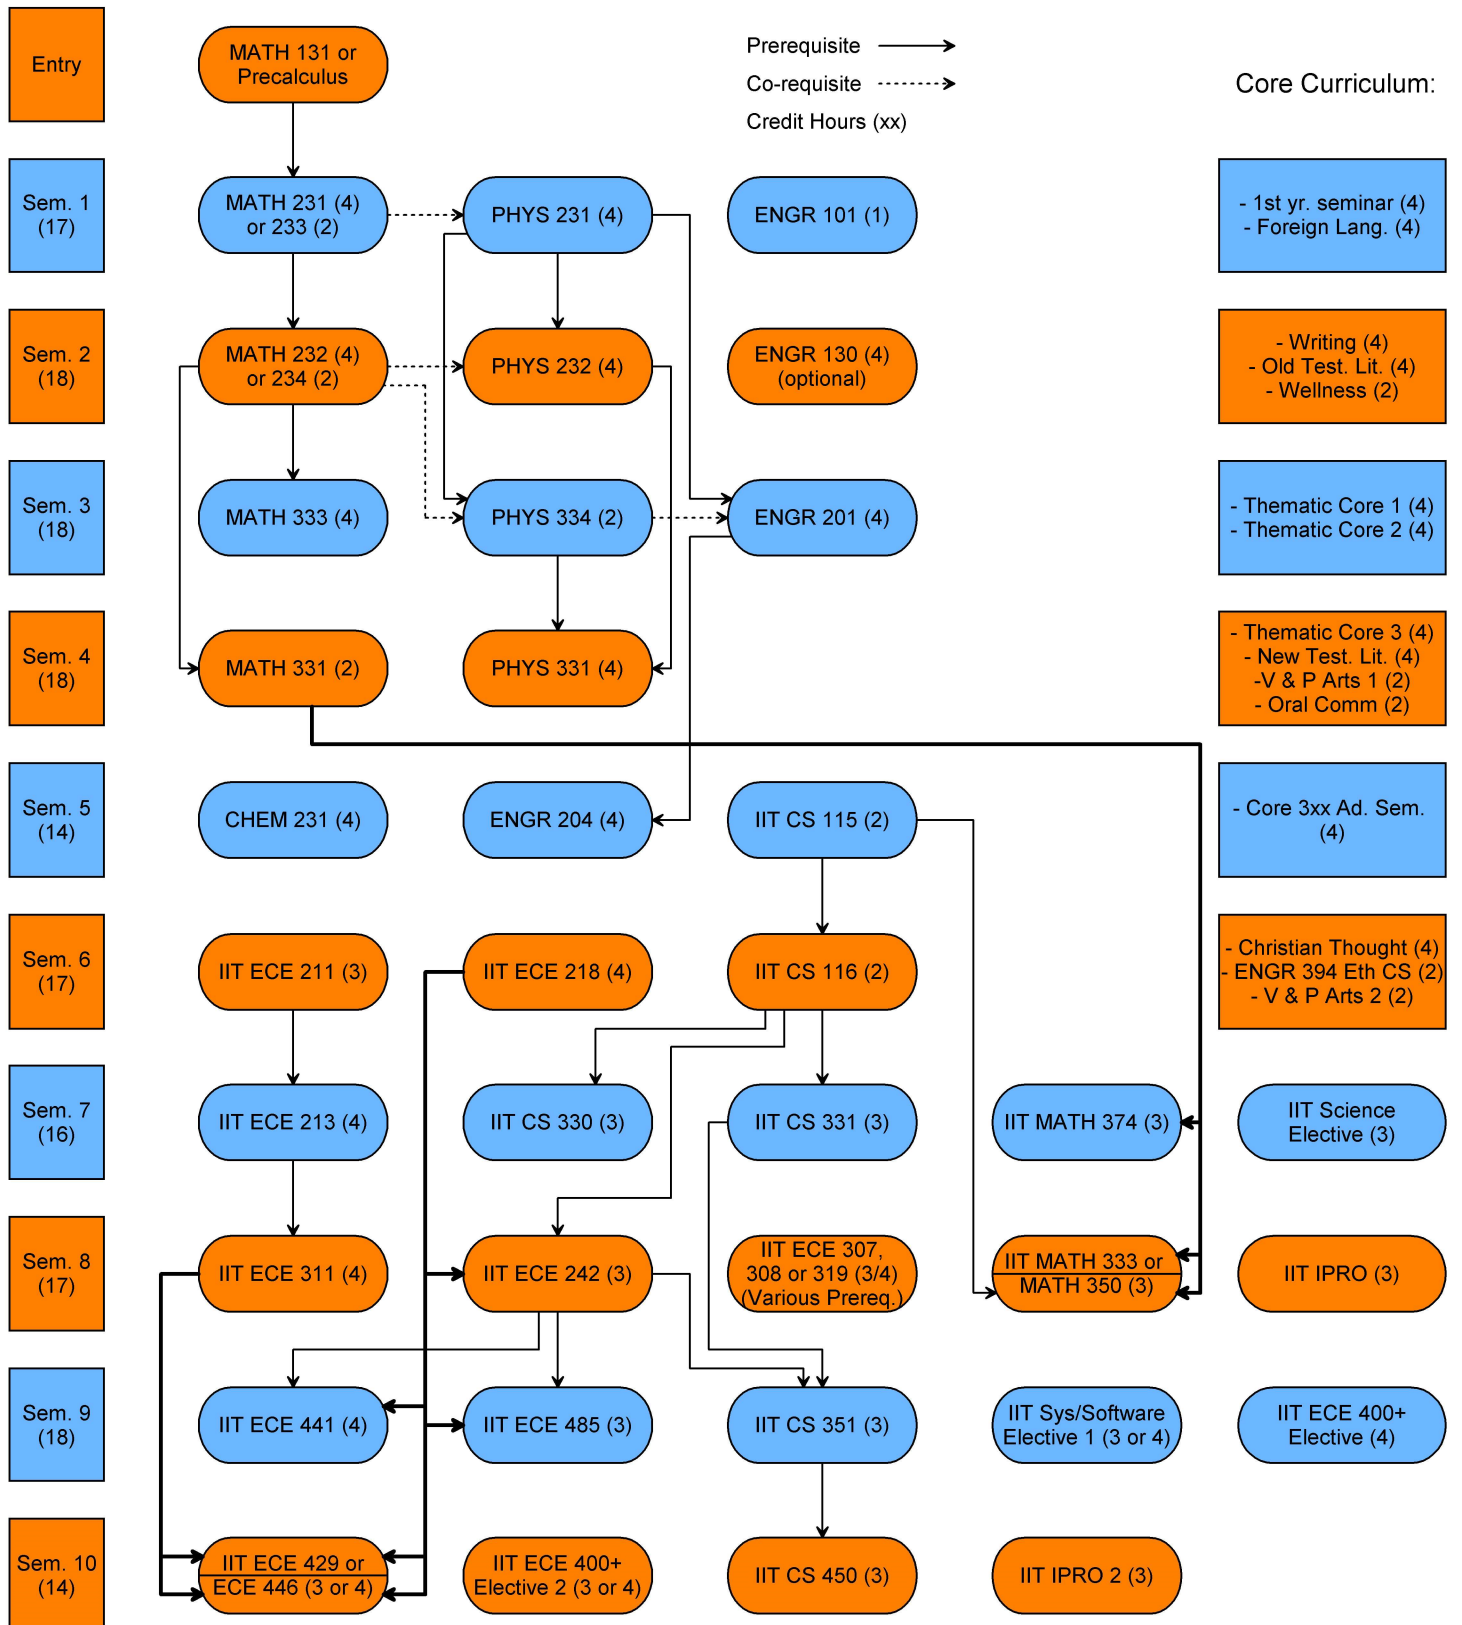 Entry
MATH 131 or
Precalculus
Prerequisite
Co-requisite
Credit Hours (xx)
Core Curriculum:
Sem. 1
(17)
MATH 231 (4)
or 233 (2)
PHYS 231 (4)
ENGR 101 (1)
- 1st yr. seminar (4)
- Foreign Lang. (4)
Sem. 2
(18)
MATH 232 (4)
or 234 (2)
PHYS 232 (4)
ENGR 130 (4)
(optional)
- Writing (4)
- Old Test. Lit. (4)
- Wellness (2)
Sem. 3
(18)
MATH 333 (4)
PHYS 334 (2)
ENGR 201 (4)
- Thematic Core 1 (4)
- Thematic Core 2 (4)
Sem. 4
(18)
MATH 331 (2)
PHYS 331 (4)
- Thematic Core 3 (4)
- New Test. Lit. (4)
-V & P Arts 1 (2)
- Oral Comm (2)
Sem. 5
(14)
CHEM 231 (4)
ENGR 204 (4)
IIT CS 115 (2)
- Core 3xx Ad. Sem.
(4)
Sem. 6
(17)
IIT ECE 211 (3)
IIT ECE 218 (4)
IIT CS 116 (2)
- Christian Thought (4)
- ENGR 394 Eth CS (2)
- V & P Arts 2 (2)
Sem. 7
(16)
IIT ECE 213 (4)
IIT CS 330 (3)
IIT CS 331 (3)
IIT MATH 374 (3)
IIT Science
Elective (3)
Sem. 8
(17)
IIT ECE 311 (4)
IIT ECE 242 (3)
IIT ECE 307,
308 or 319 (3/4)
(Various Prereq.)
IIT MATH 333 or
MATH 350 (3)
IIT IPRO (3)
Sem. 9
(18)
IIT ECE 441 (4)
IIT ECE 485 (3)
IIT CS 351 (3)
IIT Sys/Software
Elective 1 (3 or 4)
IIT ECE 400+
Elective (4)
Sem. 10
(14)
IIT ECE 429 or
ECE 446 (3 or 4)
IIT ECE 400+
Elective 2 (3 or 4)
IIT CS 450 (3)
IIT IPRO 2 (3)